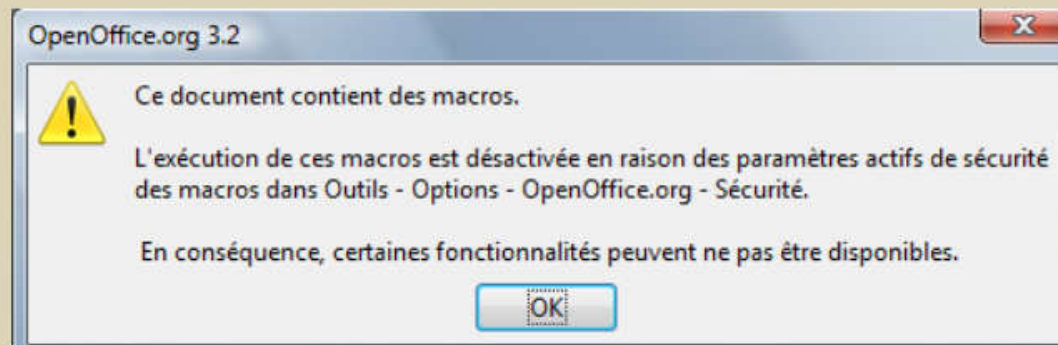 OpenOffice.org 3.2
Ce document contient des macros.
L'exécution de ces macros est désactivée en raison des paramètres actifs de sécurité
des macros dans Outils - Options - OpenOffice.org - Sécurité.
En conséquence, certaines fonctionnalités peuvent ne pas être disponibles.
OK